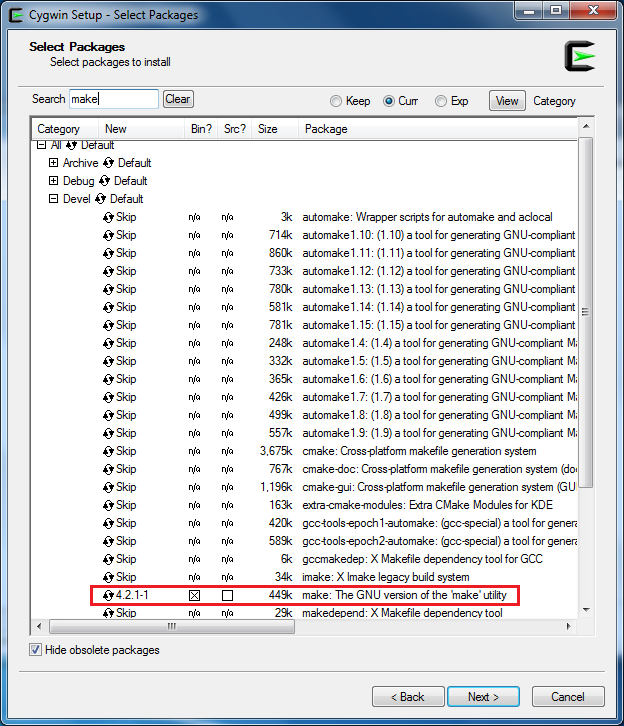 Cygwin Setup - Select Packages
Select Packages
Select packages to install
Search make Clear Keep Curr Exp View Category
Category New Bin? Src? Size Package
All Default
Archive Default
Debug Default
Devel Default
Skip n/a n/a 3k automake: Wrapper scripts for automake and aclocal
Skip n/a n/a 714k automake1.10: (1.10) a tool for generating GNU-compliant
Skip n/a n/a 860k automake1.11: (1.11) a tool for generating GNU-compliant
Skip n/a n/a 733k automake1.12: (1.12) a tool for generating GNU-compliant
Skip n/a n/a 780k automake1.13: (1.13) a tool for generating GNU-compliant
Skip n/a n/a 581k automake1.14: (1.14) a tool for generating GNU-compliant
Skip n/a n/a 781k automake1.15: (1.15) a tool for generating GNU-compliant
Skip n/a n/a 248k automake1.4: (1.4) a tool for generating GNU-compliant Ma
Skip n/a n/a 332k automake1.5: (1.5) a tool for generating GNU-compliant Ma
Skip n/a n/a 365k automake1.6: (1.6) a tool for generating GNU-compliant Ma
Skip n/a n/a 426k automake1.7: (1.7) a tool for generating GNU-compliant Ma
Skip n/a n/a 499k automake1.8: (1.8) a tool for generating GNU-compliant Ma
Skip n/a n/a 557k automake1.9: (1.9) a tool for generating GNU-compliant Ma
Skip n/a n/a 3,675k cmake: Cross-platform makefile generation system
Skip n/a n/a 767k cmake-doc: Cross-platform makefile generation system (doc
Skip n/a n/a 1,196k cmake-gui: Cross-platform makefile generation system (GU
Skip n/a n/a 163k extra-cmake-modules: Extra CMake Modules for KDE
Skip n/a n/a 420k gcc-tools-epoch1-automake: (gcc-special) a tool for genera
Skip n/a n/a 589k gcc-tools-epoch2-automake: (gcc-special) a tool for genera
Skip n/a n/a 6k gccmakedep: X Makefile dependency tool for GCC
Skip n/a n/a 34k imake: X Imake legacy build system
4.2.1-1 449k make: The GNU version of the 'make' utility
Skip n/a n/a 29k makedepend: X Makefile dependency tool
Hide obsolete packages
< Back Next > Cancel